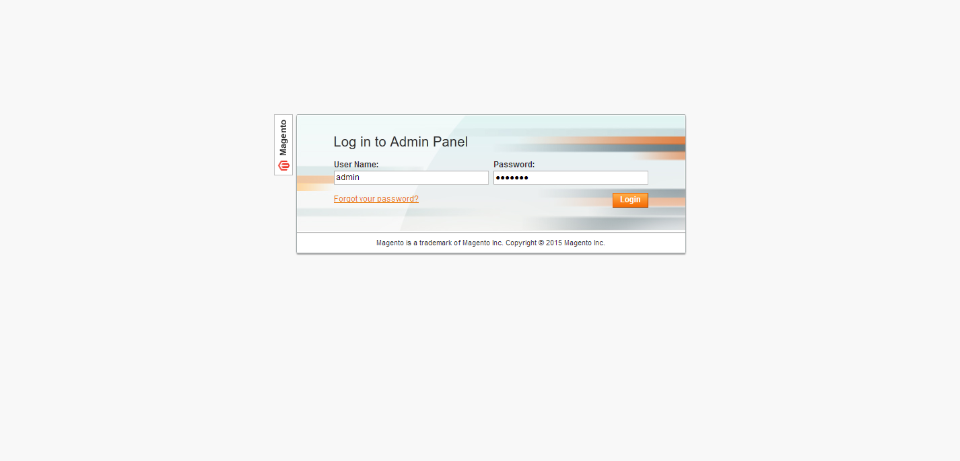 Magento
Log in to Admin Panel
User Name:
Password:
admin
•••••••
Forgot your password?
Login
Magento is a trademark of Magento Inc. Copyright © 2015 Magento Inc.